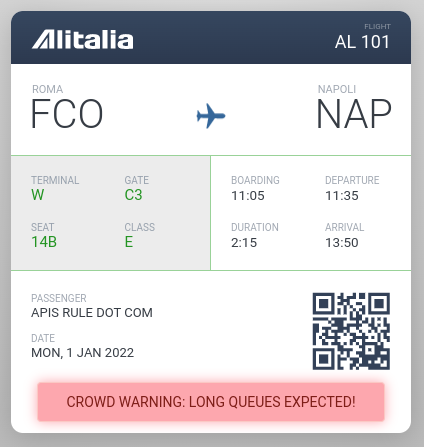 Alitalia
FLIGHT
AL 101
ROMA
NAPOLI
FCO
NAP
TERMINAL
GATE
BOARDING
DEPARTURE
W
C3
11:05
11:35
SEAT
CLASS
DURATION
ARRIVAL
14B
E
2:15
13:50
PASSENGER
APIS RULE DOT COM
DATE
MON, 1 JAN 2022
CROWD WARNING: LONG QUEUES EXPECTED!